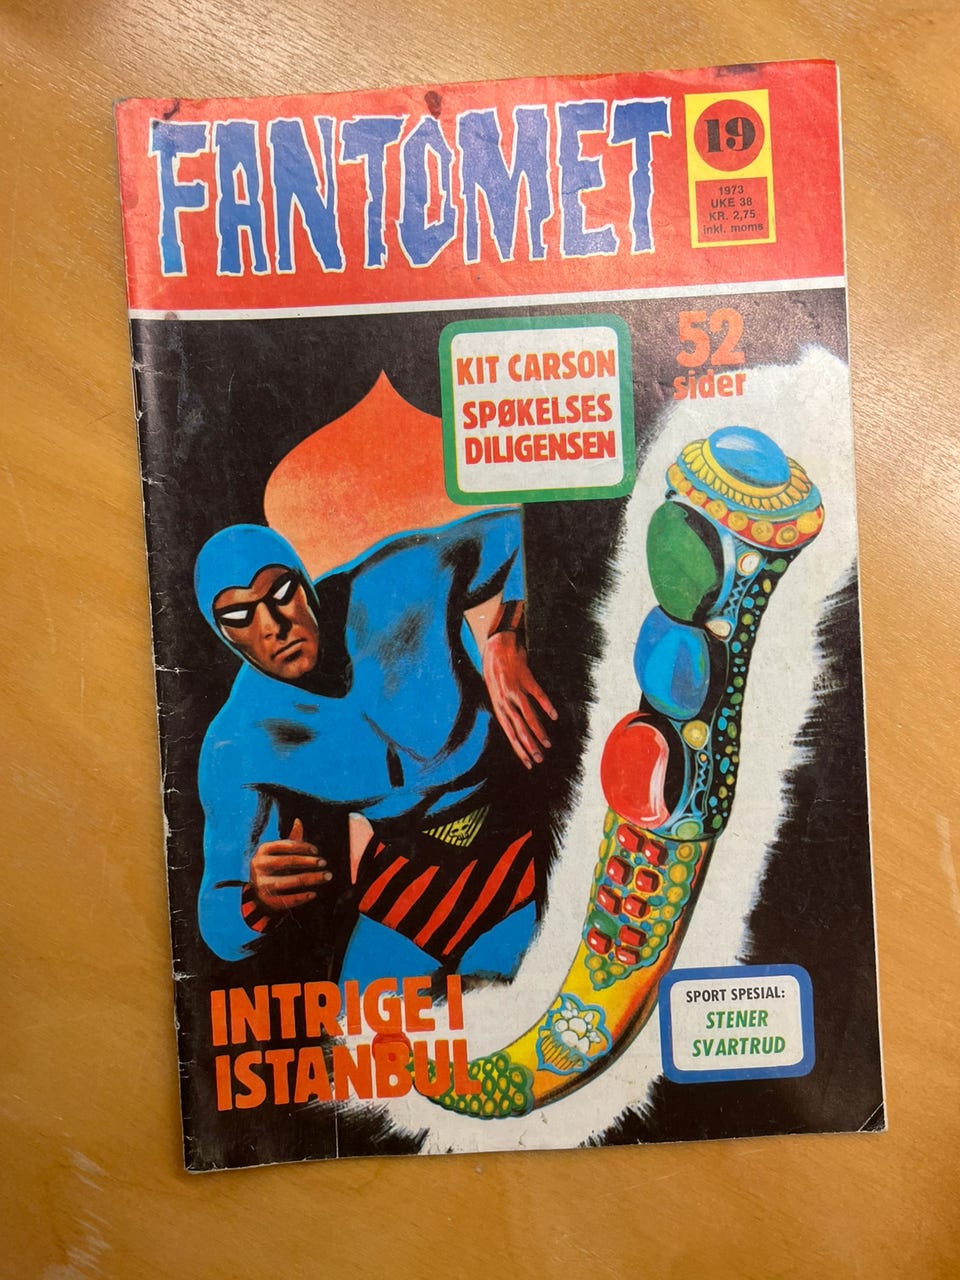 FANTOMET
19
1973
UKE 38
KR. 2,75
inkl. moms
52
sider
KIT CARSON
SPØKELSES
DILIGENSEN
INTRIGE I
ISTANBUL
SPORT SPESIAL:
STENER
SVARTRUD